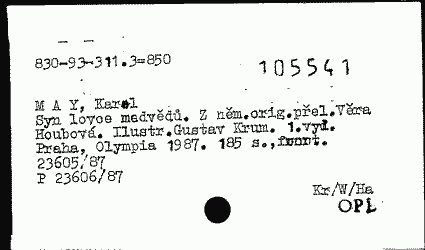 830-93-311.3=850
105541
M A Y, Karel
Syn lovce medvědů. Z něm.orig.přel.Věra
Houbová. Ilustr.Gustav Krum. 1.vyd.
Praha, Olympia 1987. 185 s.,front.
23605/87
P 23606/87
Kr/W/Ha
OPL